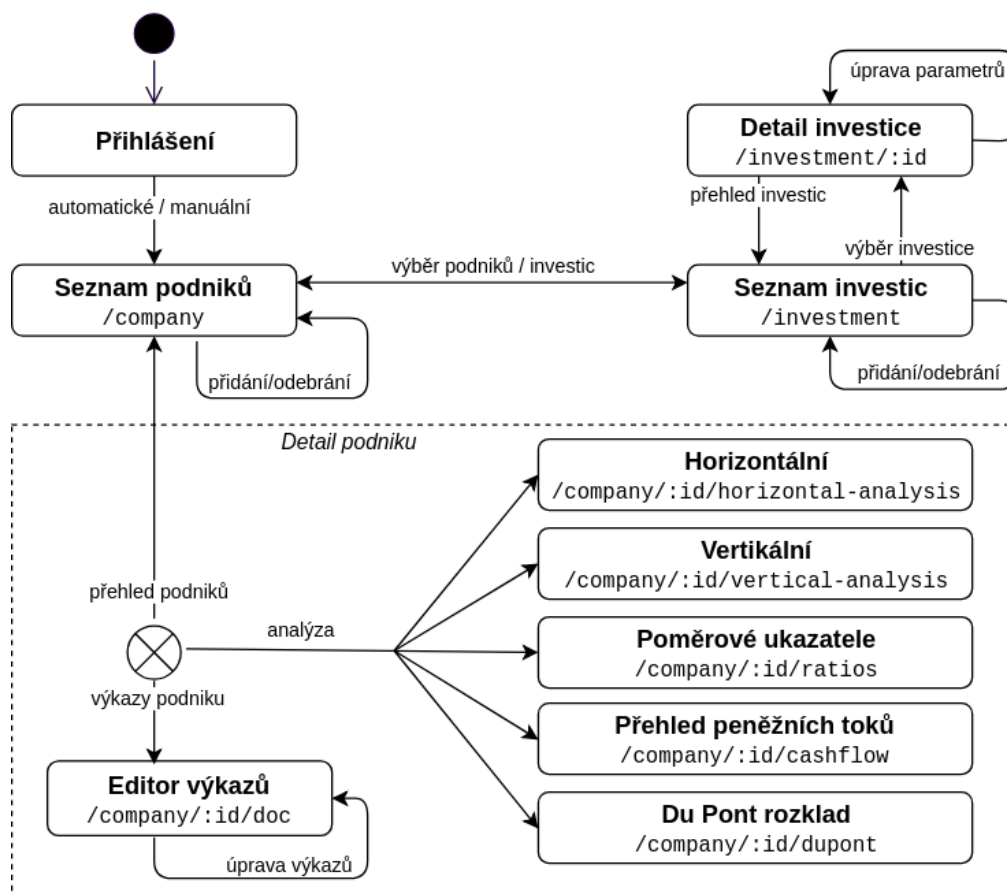 úprava parametrů
Přihlášení
Detail investice
/investment/:id
automatické / manuální
přehled investic
výběr investice
výběr podniků / investic
Seznam podniků
/company
Seznam investic
/investment
přidání/odebrání
přidání/odebrání
Detail podniku
Horizontální
/company/:id/horizontal-analysis
Vertikální
/company/:id/vertical-analysis
přehled podniků
analýza
Poměrové ukazatele
/company/:id/ratios
výkazy podniku
Přehled peněžních toků
/company/:id/cashflow
Editor výkazů
/company/:id/doc
Du Pont rozklad
/company/:id/dupont
úprava výkazů